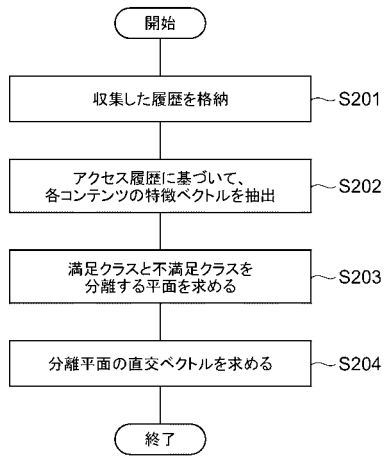 開始
収集した履歴を格納
S201
アクセス履歴に基づいて、
各コンテンツの特徴ベクトルを抽出
S202
満足クラスと不満足クラスを
分離する平面を求める
S203
分離平面の直交ベクトルを求める
S204
終了